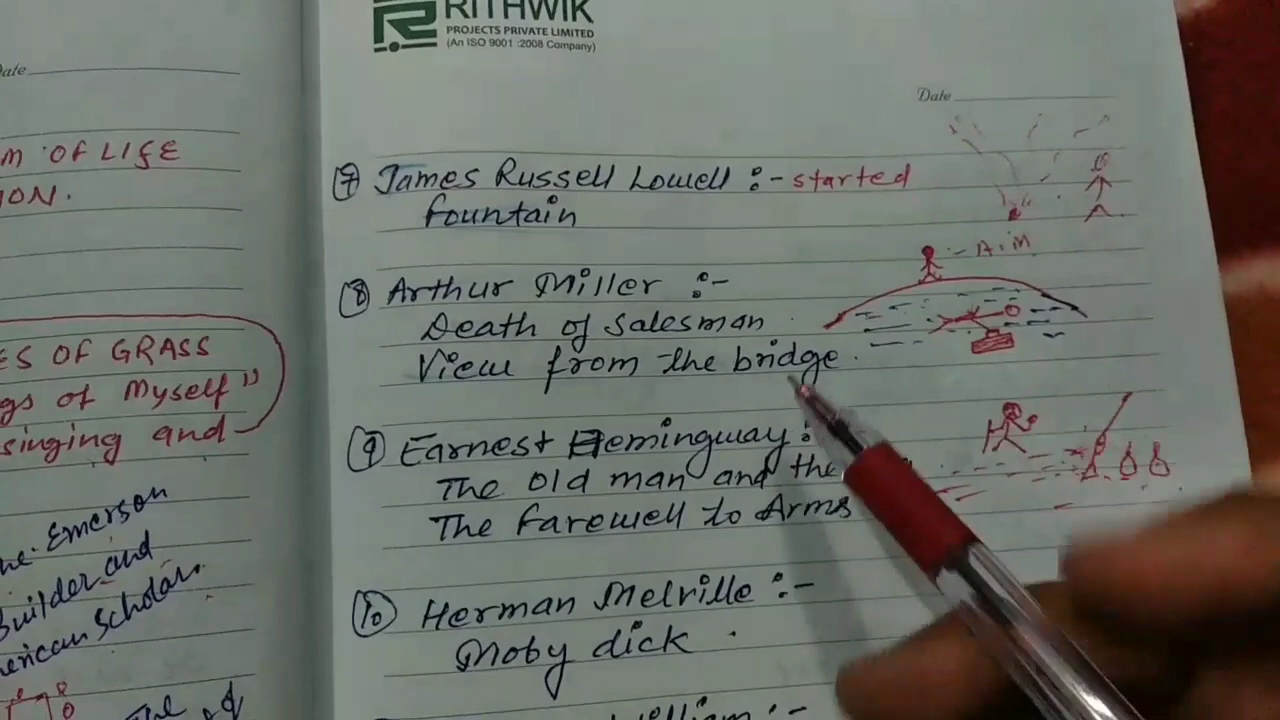 RITHWIK
PROJECTS PRIVATE LIMITED
(An ISO 9001 :2008 Company)
Date
Date
M OF LIFE
ION.
ES OF GRASS
gs of Myself"
singing and
he. Emerson
Builder and
erican Scholar.
The
⑦ James Russell Lowell :- started
fountain
⑧ Arthur Miller :-
Death of Salesman
View from the bridge.
- Aim
⑨ Earnest Hemingway :
The old man and the
The Farewell to Arms
⑩ Herman Melville :-
Moby dick .